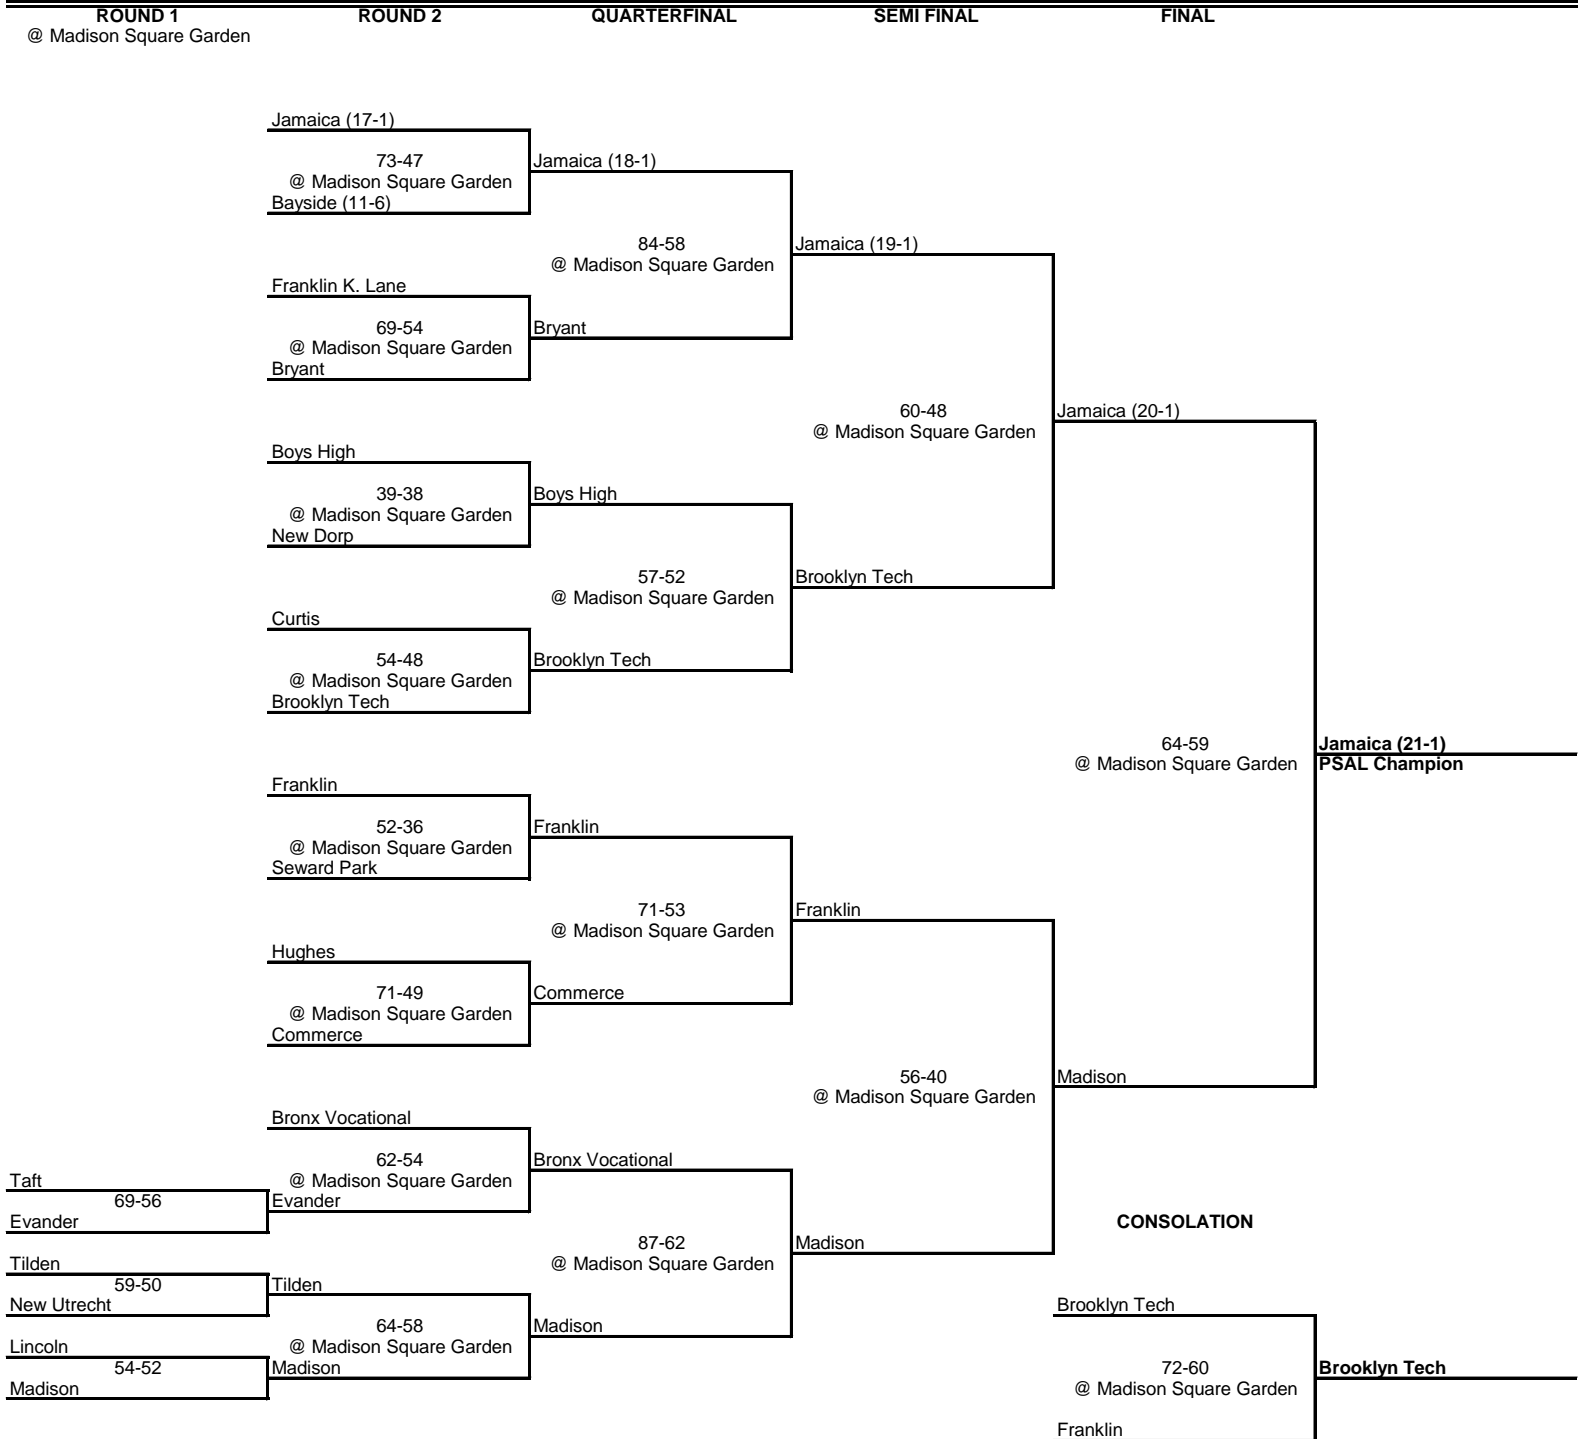 ROUND 1 ROUND 2 QUARTERFINAL SEMI FINAL FINAL
@ Madison Square Garden
Jamaica (17-1)
73-47 Jamaica (18-1)
@ Madison Square Garden
Bayside (11-6)
84-58 Jamaica (19-1)
@ Madison Square Garden
Franklin K. Lane
69-54 Bryant
@ Madison Square Garden
Bryant
60-48 Jamaica (20-1)
@ Madison Square Garden
Boys High
39-38 Boys High
@ Madison Square Garden
New Dorp
57-52 Brooklyn Tech
@ Madison Square Garden
Curtis
54-48 Brooklyn Tech
@ Madison Square Garden
Brooklyn Tech
64-59 Jamaica (21-1)
@ Madison Square Garden PSAL Champion
Franklin
52-36 Franklin
@ Madison Square Garden
Seward Park
71-53 Franklin
@ Madison Square Garden
Hughes
71-49 Commerce
@ Madison Square Garden
Commerce
56-40 Madison
@ Madison Square Garden
Bronx Vocational
62-54 Bronx Vocational
Taft @ Madison Square Garden
69-56 Evander
Evander CONSOLATION
87-62 Madison
Tilden @ Madison Square Garden
59-50 Tilden
New Utrecht Brooklyn Tech
64-58 Madison
Lincoln @ Madison Square Garden
54-52 Madison 72-60 Brooklyn Tech
Madison @ Madison Square Garden
Franklin